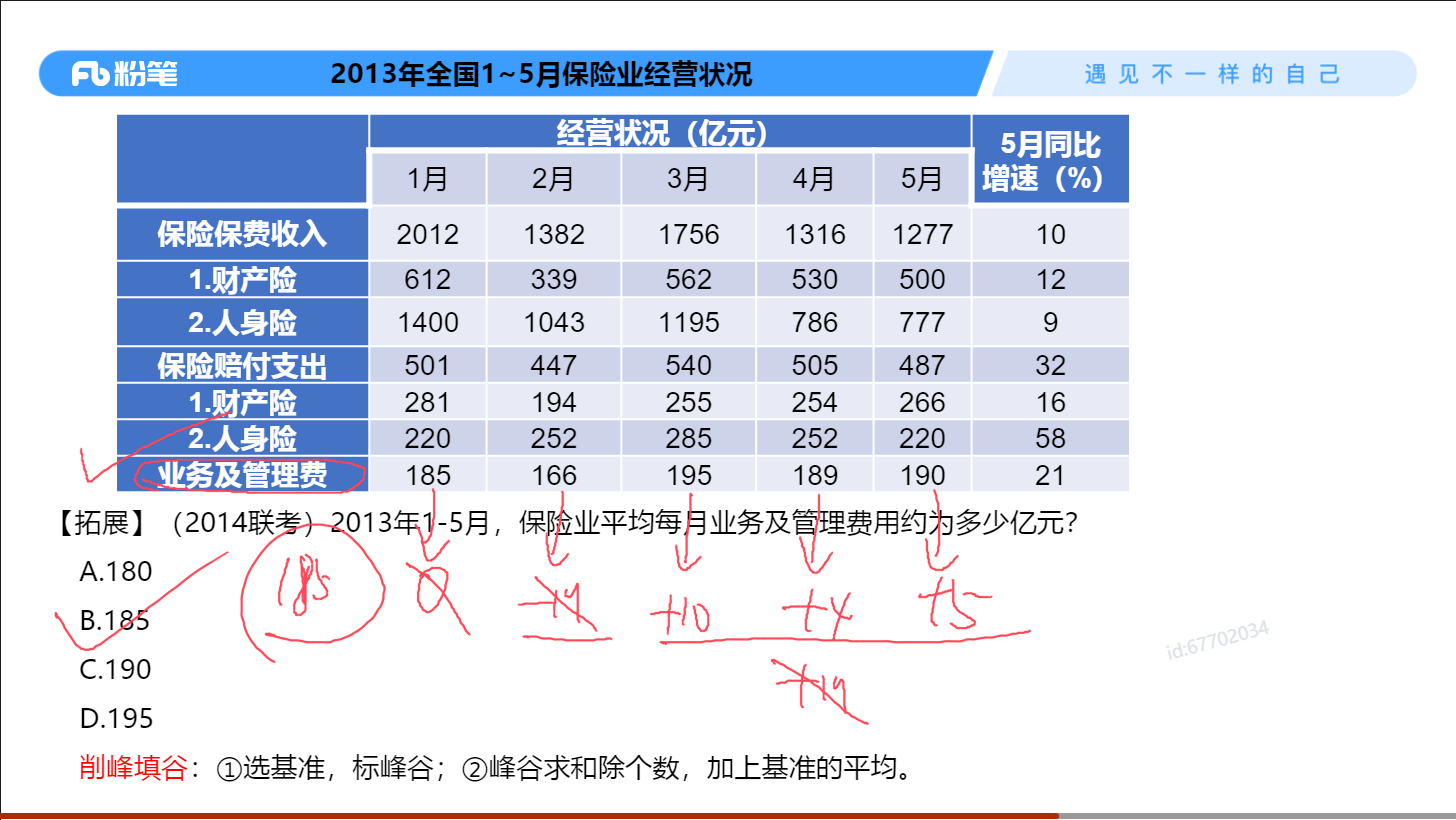 粉笔
2013年全国1~5月保险业经营状况
遇见不一样的自己
经营状况（亿元） 5月同比增速（%）
1月 2月 3月 4月 5月
保险保费收入 2012 1382 1756 1316 1277 10
1.财产险 612 339 562 530 500 12
2.人身险 1400 1043 1195 786 777 9
保险赔付支出 501 447 540 505 487 32
1.财产险 281 194 255 254 266 16
2.人身险 220 252 285 252 220 58
业务及管理费 185 166 195 189 190 21
【拓展】（2014联考）2013年1-5月，保险业平均每月业务及管理费用约为多少亿元？
A.180
B.185
C.190
D.195
185 0 -19 +10 +4 +5
+19
id:67702034
削峰填谷：①选基准，标峰谷；②峰谷求和除个数，加上基准的平均。